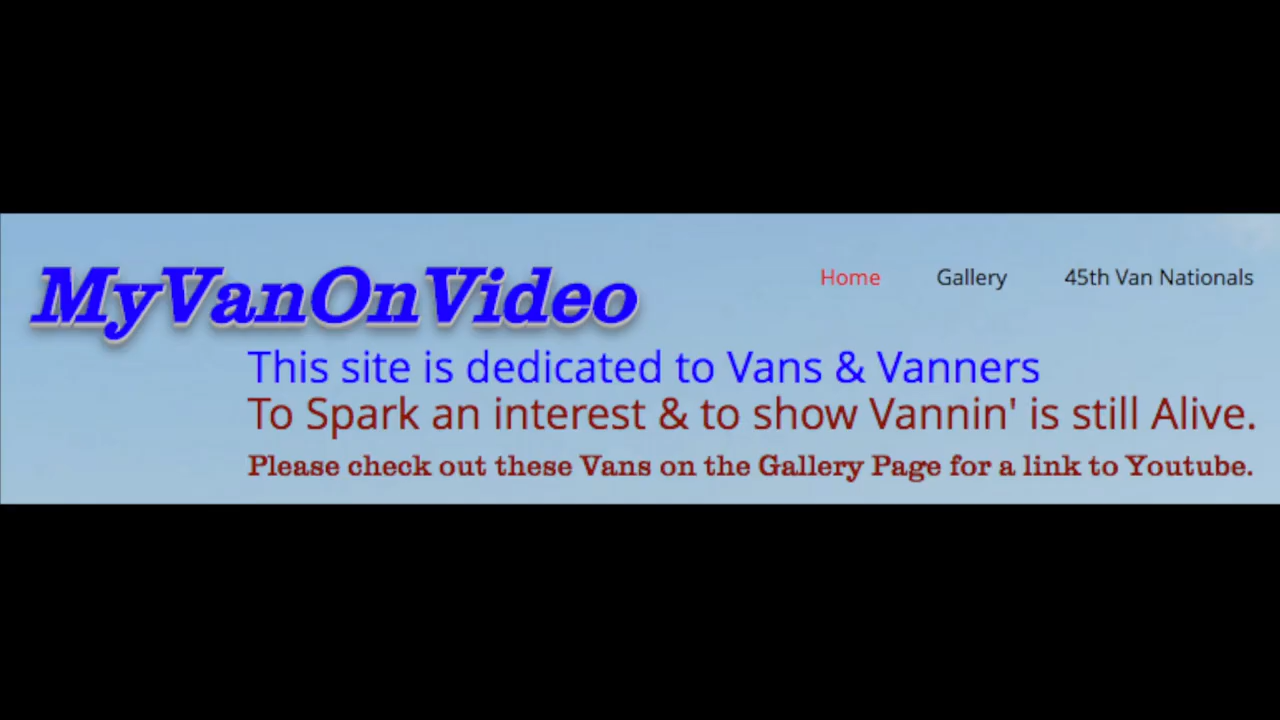 MyVanOnVideo
Home Gallery 45th Van Nationals
This site is dedicated to Vans & Vanners
To Spark an interest & to show Vannin' is still Alive.
Please check out these Vans on the Gallery Page for a link to Youtube.